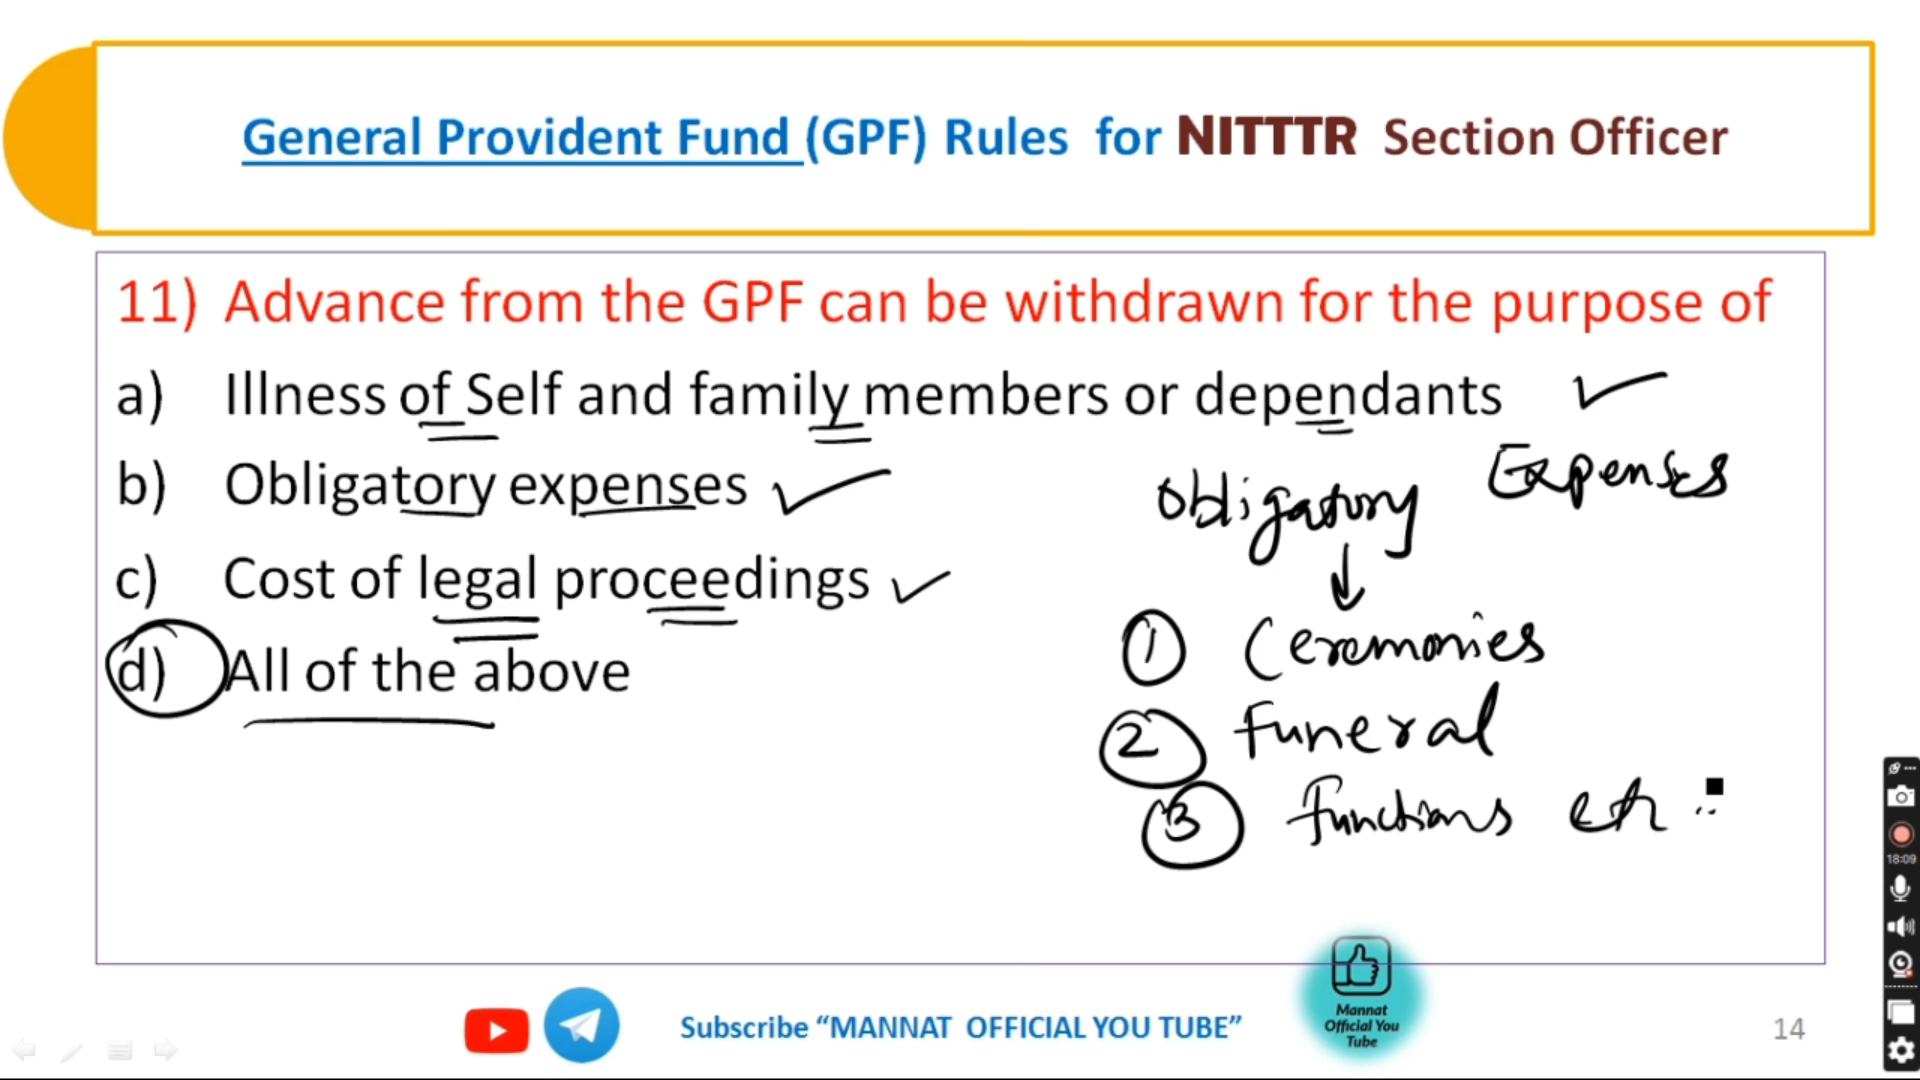 General Provident Fund (GPF) Rules for NITTTR Section Officer
11) Advance from the GPF can be withdrawn for the purpose of
a) Illness of Self and family members or dependants
b) Obligatory expenses
c) Cost of legal proceedings
d) All of the above
Obligatory Expenses
1 Ceremonies
2 Funeral
3 Functions etc
Subscribe “MANNAT OFFICIAL YOU TUBE”
Mannat
Official You
Tube
14
18:09